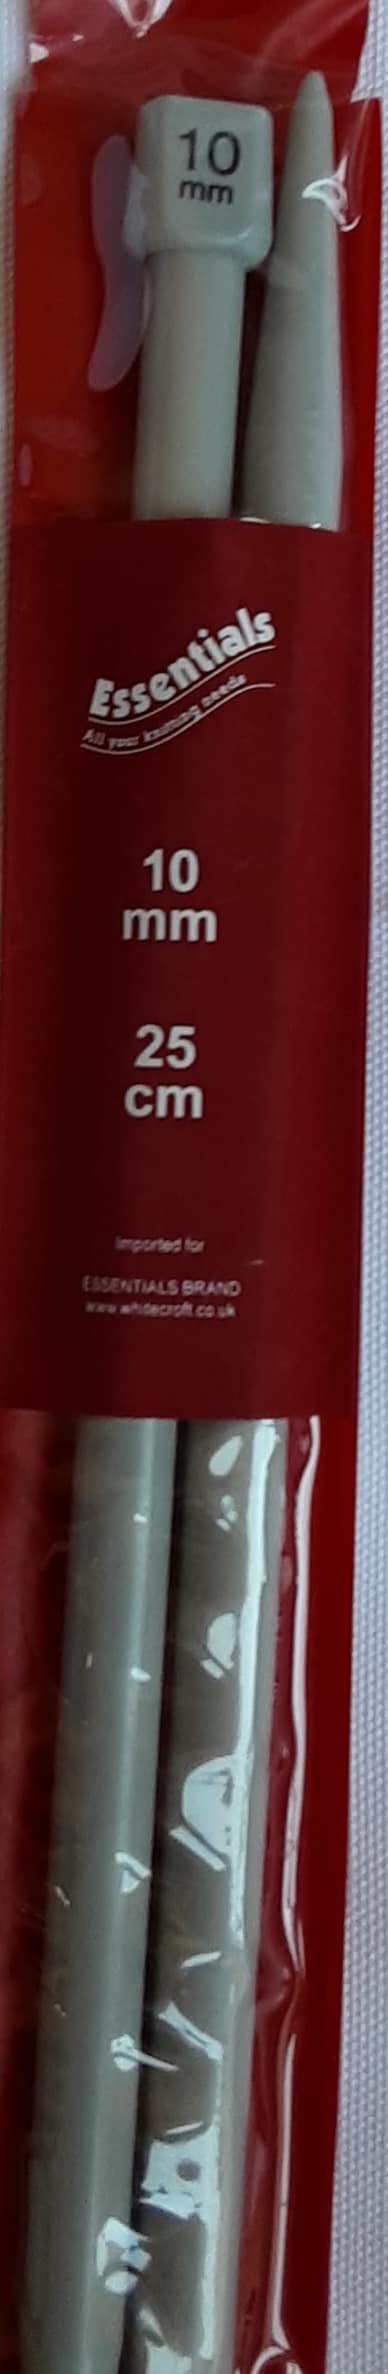 10
mm
Essentials
All your knitting needs
10
mm
25
cm
Imported for
ESSENTIALS BRAND
www.whitecroft.co.uk